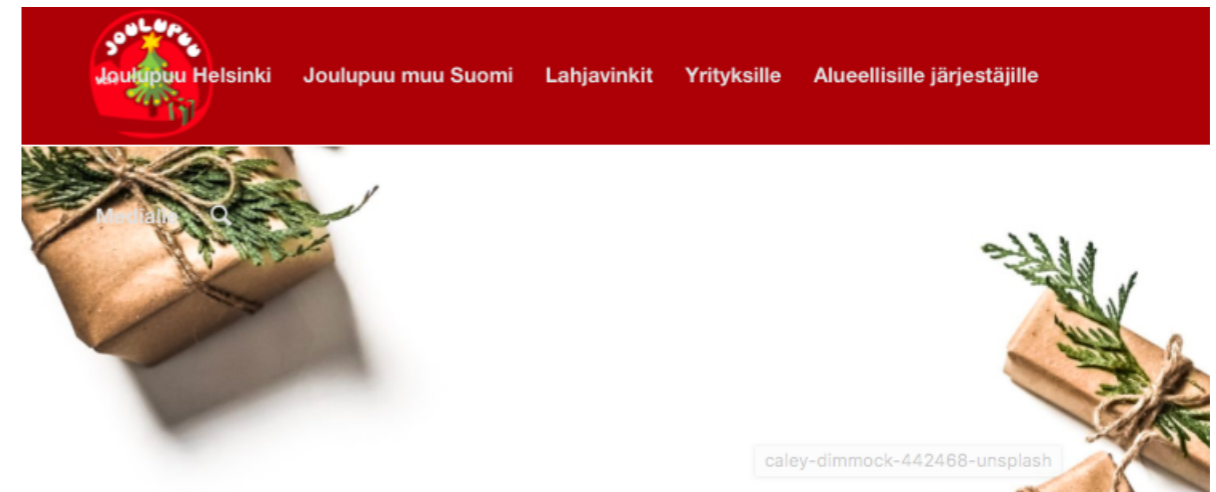 JOULUPUU
Joulupuu Helsinki Joulupuu muu Suomi Lahjavinkit Yrityksille Alueellisille järjestäjille
Medialle
caley-dimmock-442468-unsplash